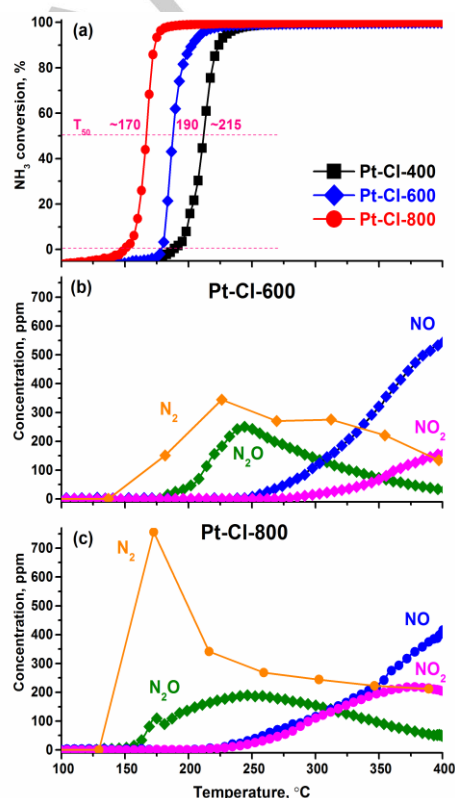 (a)
100
80
60
40
20
0
NH₃ conversion, %
T₅₀ ~170 190 ~215
Pt-Cl-400
Pt-Cl-600
Pt-Cl-800
(b)
Pt-Cl-600
700
600
500
400
300
200
100
0
Concentration, ppm
N₂
N₂O
NO
NO₂
(c)
Pt-Cl-800
700
600
500
400
300
200
100
0
Concentration, ppm
N₂
N₂O
NO
NO₂
100 150 200 250 300 350 400
Temperature, °C